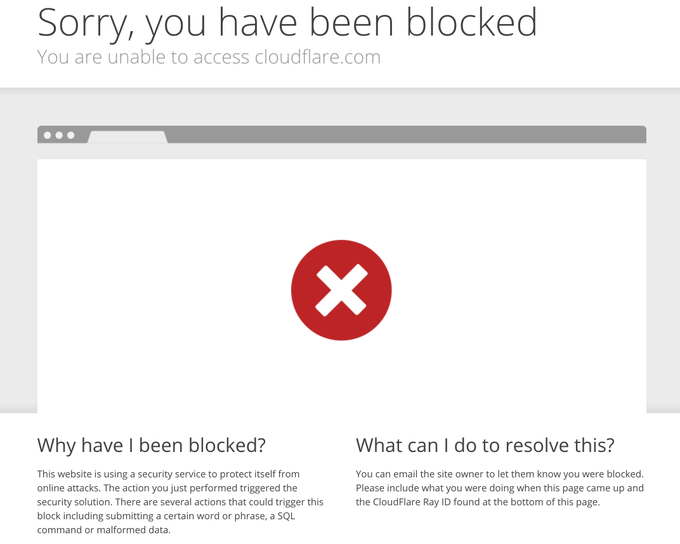 Sorry, you have been blocked
You are unable to access cloudflare.com
Why have I been blocked?
This website is using a security service to protect itself from
online attacks. The action you just performed triggered the
security solution. There are several actions that could trigger this
block including submitting a certain word or phrase, a SQL
command or malformed data.
What can I do to resolve this?
You can email the site owner to let them know you were blocked.
Please include what you were doing when this page came up and
the CloudFlare Ray ID found at the bottom of this page.